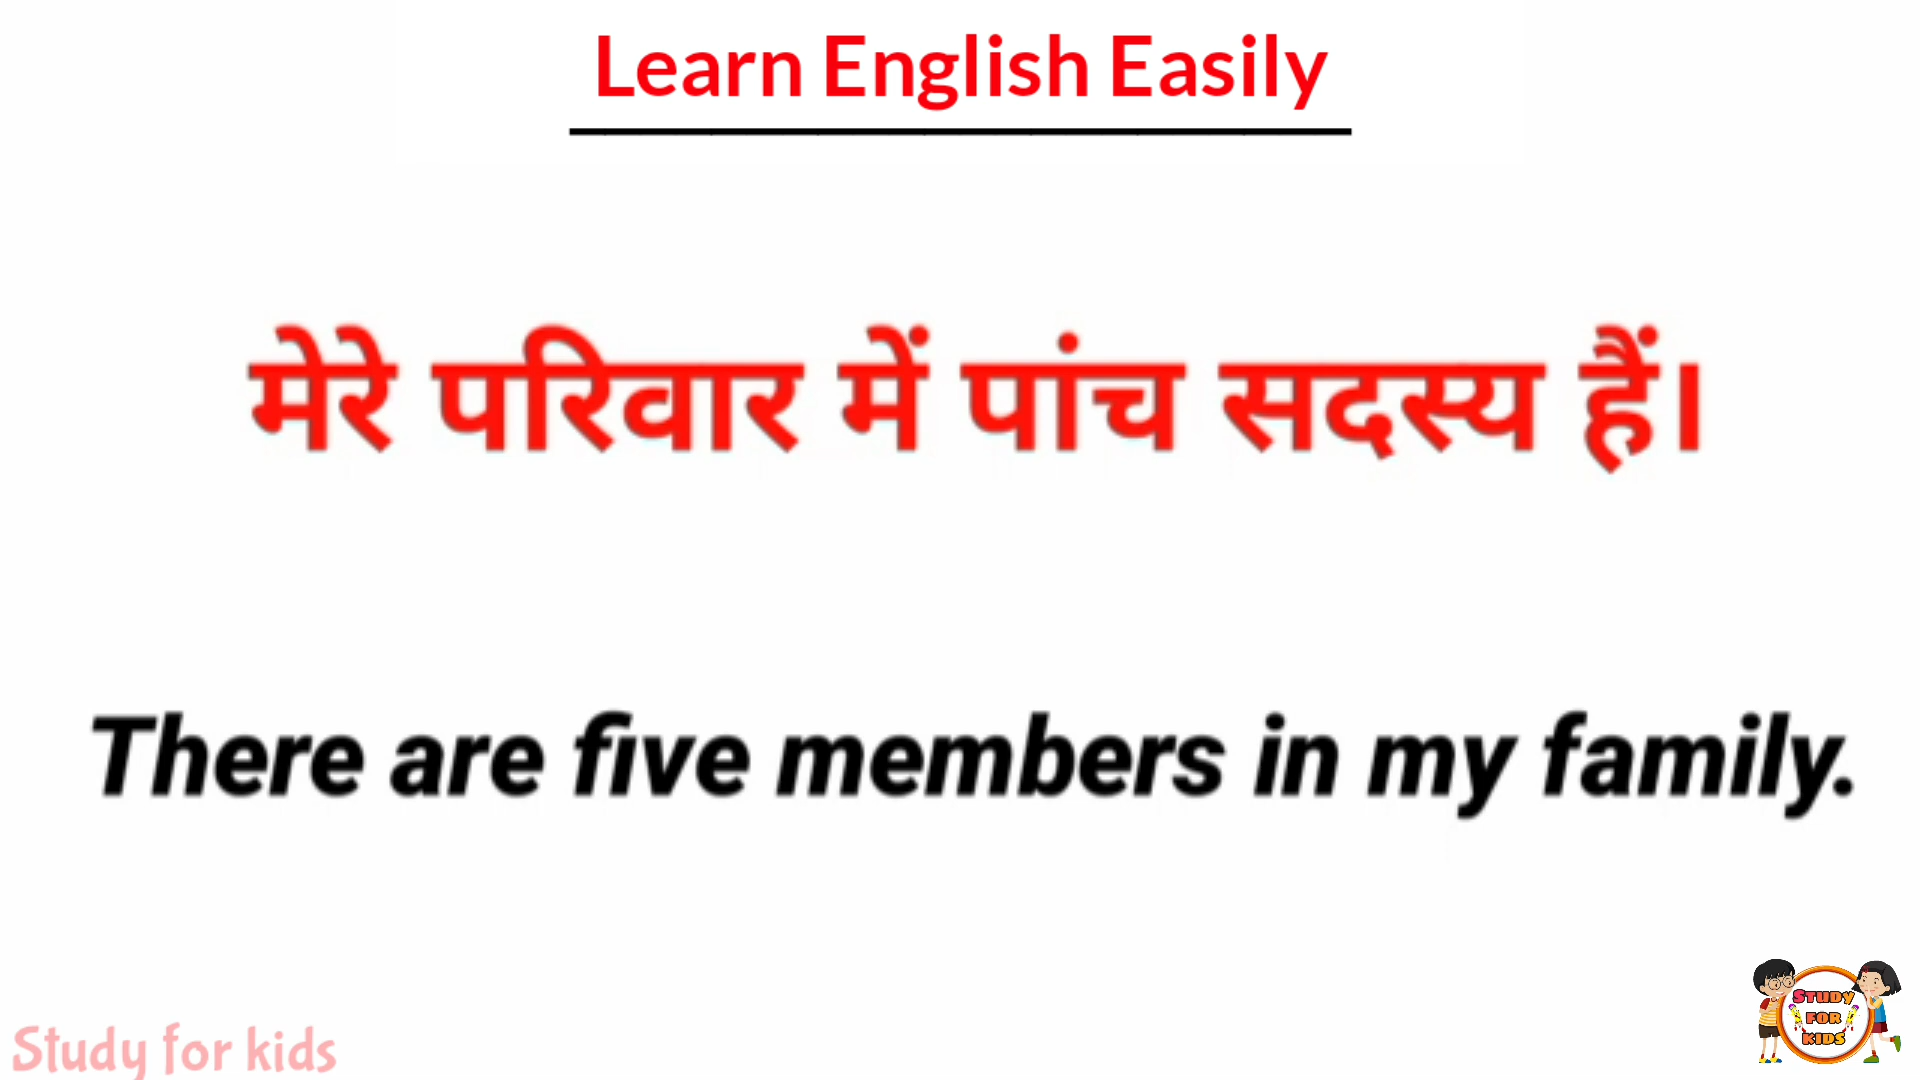 Learn English Easily
मेरे परिवार में पांच सदस्य हैं।
There are five members in my family.
Study for kids
STUDY
FOR
KIDS